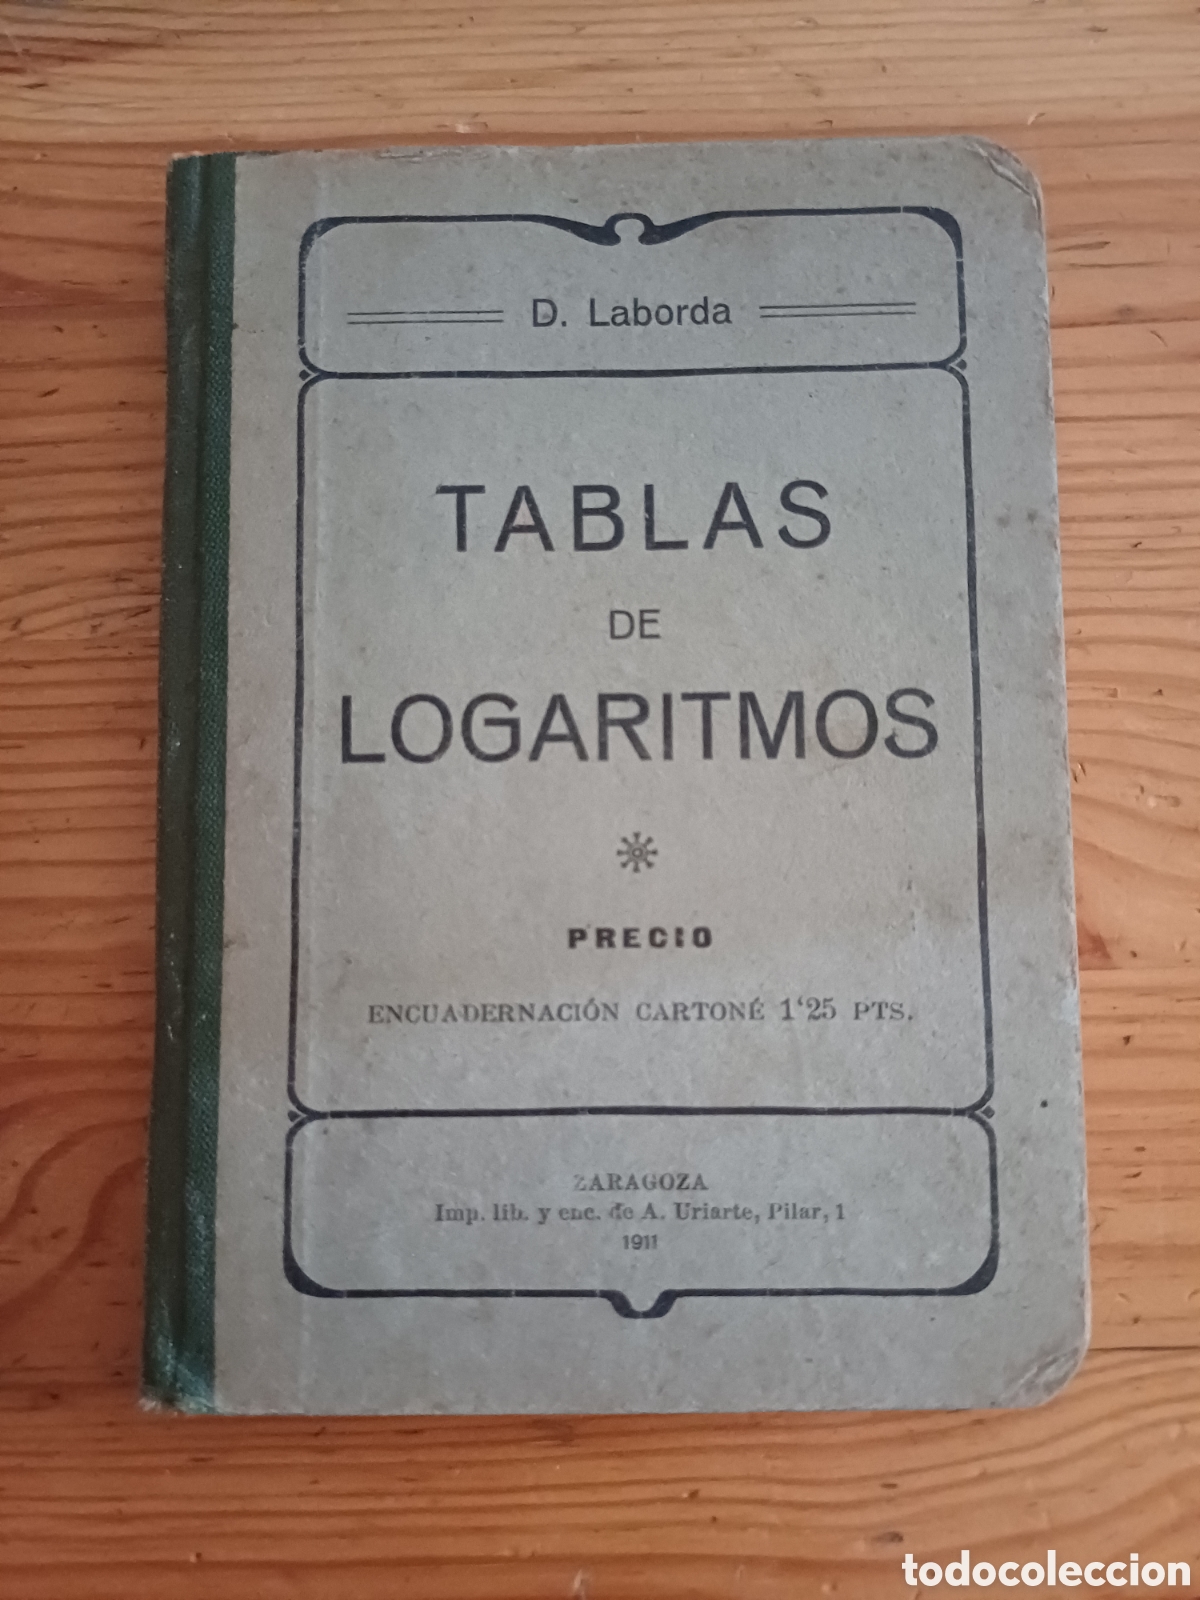 D. Laborda
TABLAS
DE
LOGARITMOS
PRECIO
ENCUADERNACIÓN CARTONÉ 1'25 PTS.
ZARAGOZA
Imp. lib. y enc. de A. Uriarte, Pilar, 1
1911
todocoleccion